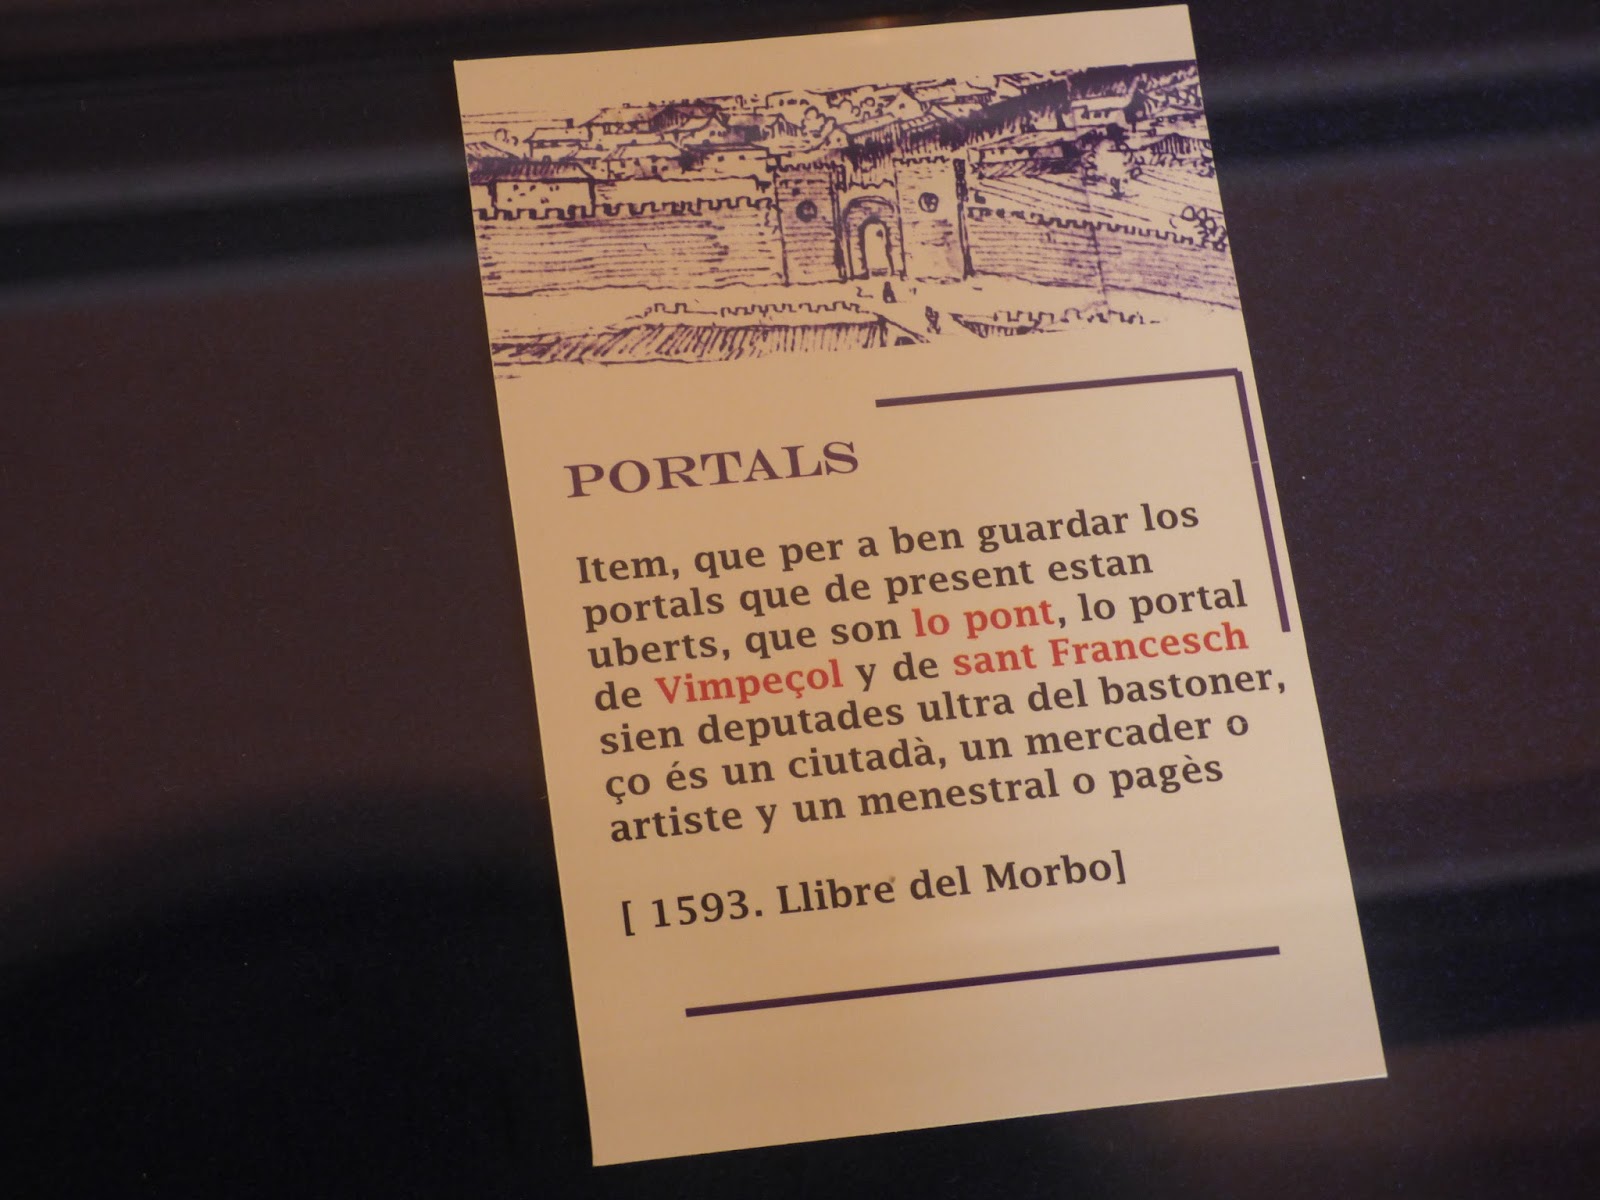 PORTALS
Item, que per a ben guardar los
portals que de present estan
uberts, que son lo pont, lo portal
de Vimpeçol y de sant Francesch
sien deputades ultra del bastoner,
ço és un ciutadà, un mercader o
artiste y un menestral o pagès
[ 1593. Llibre del Morbo]